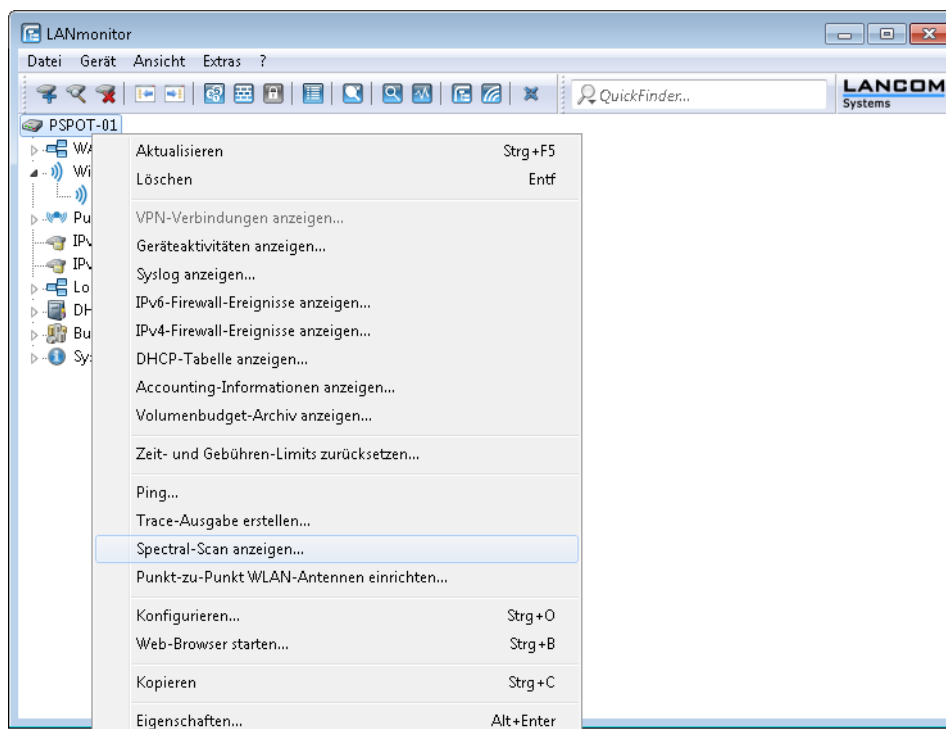 LANmonitor
Datei Gerät Ansicht Extras ?
QuickFinder...
LANCOM
Systems
PSPOT-01
Aktualisieren Strg+F5
Löschen Entf
VPN-Verbindungen anzeigen...
Geräteaktivitäten anzeigen...
Syslog anzeigen...
IPv6-Firewall-Ereignisse anzeigen...
IPv4-Firewall-Ereignisse anzeigen...
DHCP-Tabelle anzeigen...
Accounting-Informationen anzeigen...
Volumenbudget-Archiv anzeigen...
Zeit- und Gebühren-Limits zurücksetzen...
Ping...
Trace-Ausgabe erstellen...
Spectral-Scan anzeigen...
Punkt-zu-Punkt WLAN-Antennen einrichten...
Konfigurieren... Strg+O
Web-Browser starten... Strg+B
Kopieren Strg+C
Eigenschaften... Alt+Enter